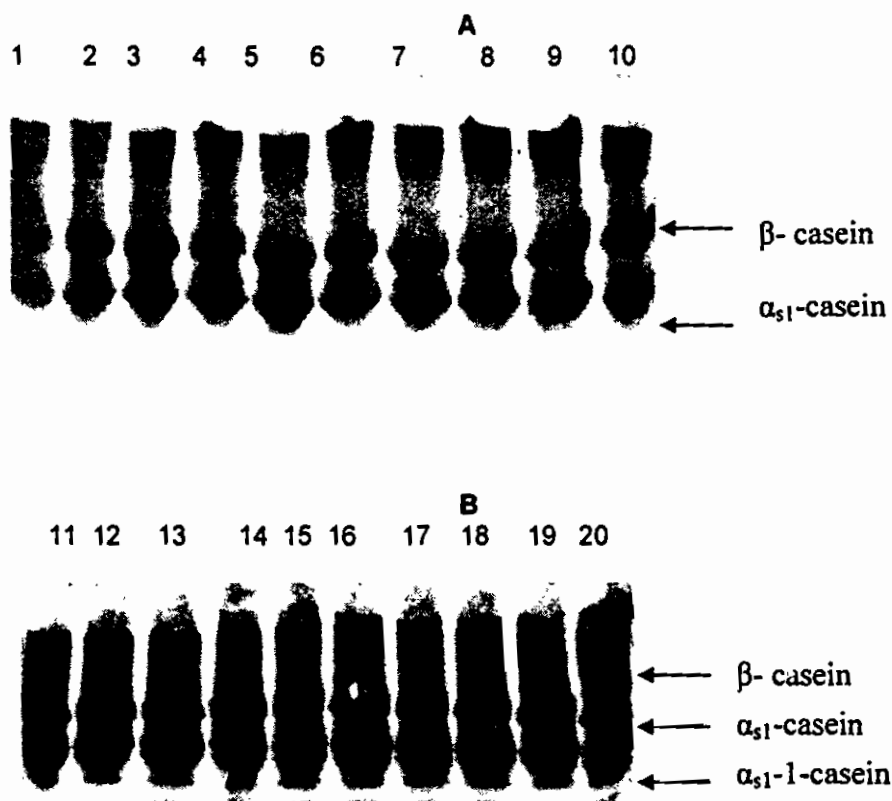 A
1 2 3 4 5 6 7 8 9 10
β- casein
αs1-casein
B
11 12 13 14 15 16 17 18 19 20
β- casein
αs1-casein
αs1-1-casein